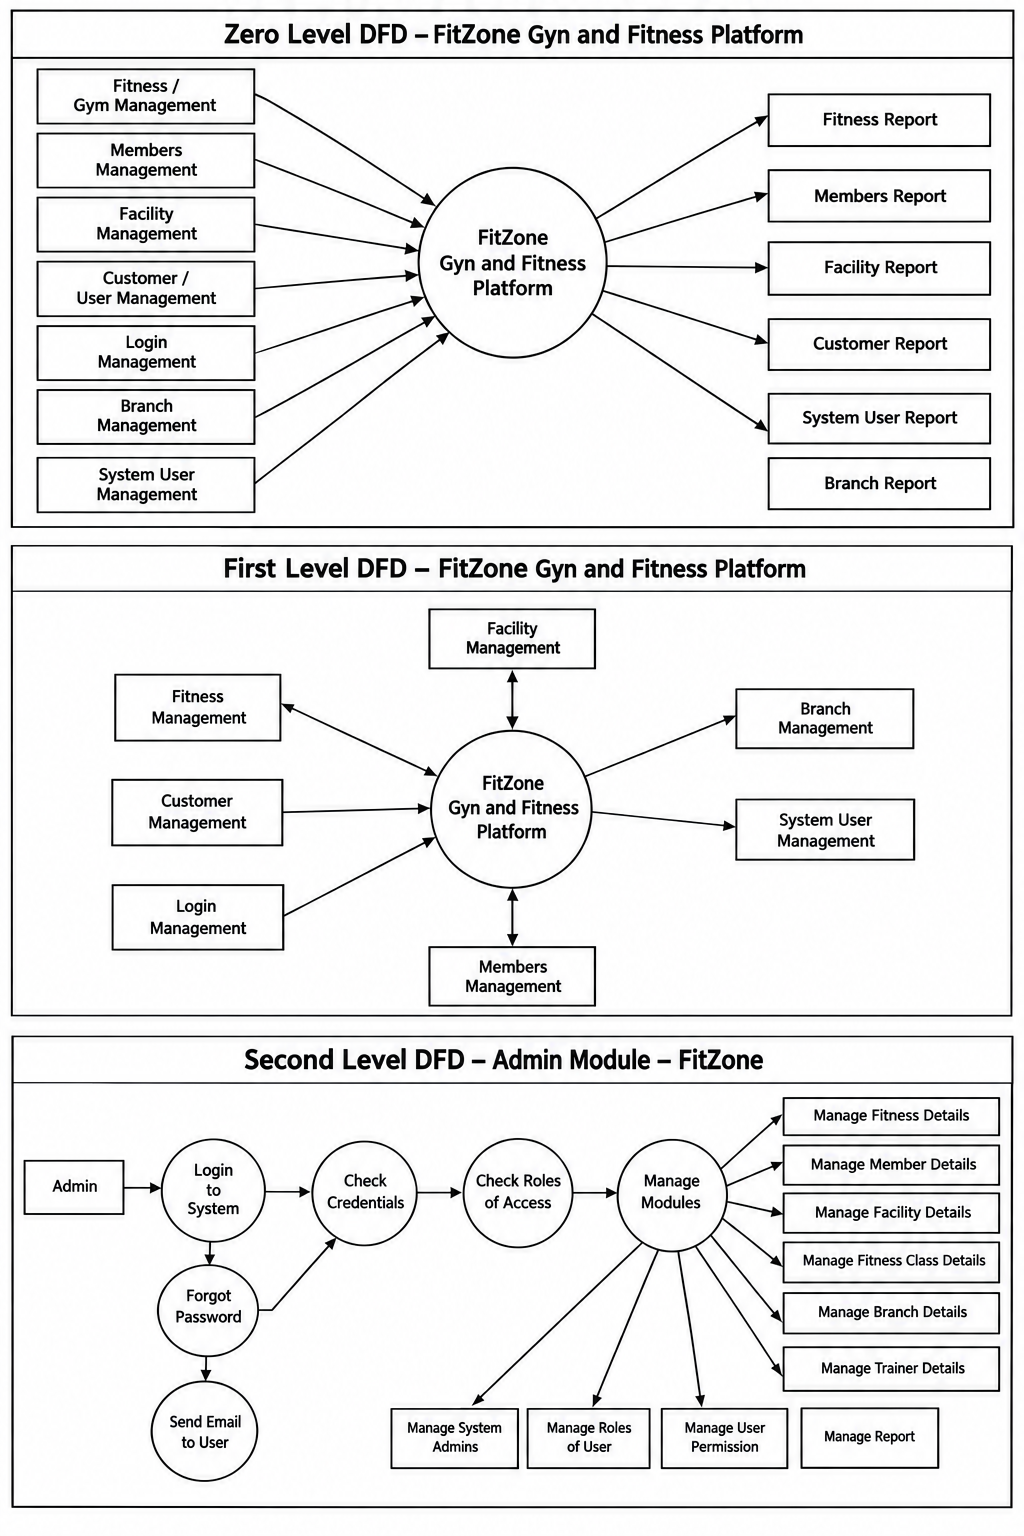 Zero Level DFD – FitZone Gyn and Fitness Platform
Fitness /
Gym Management
Members
Management
Facility
Management
Customer /
User Management
Login
Management
Branch
Management
System User
Management
FitZone
Gyn and Fitness
Platform
Fitness Report
Members Report
Facility Report
Customer Report
System User Report
Branch Report
First Level DFD – FitZone Gyn and Fitness Platform
Facility
Management
Fitness
Management
Customer
Management
Login
Management
FitZone
Gyn and Fitness
Platform
Branch
Management
System User
Management
Members
Management
Second Level DFD – Admin Module – FitZone
Admin
Login
to
System
Check
Credentials
Check Roles
of Access
Manage
Modules
Forgot
Password
Send Email
to User
Manage Fitness Details
Manage Member Details
Manage Facility Details
Manage Fitness Class Details
Manage Branch Details
Manage Trainer Details
Manage System
Admins
Manage Roles
of User
Manage User
Permission
Manage Report